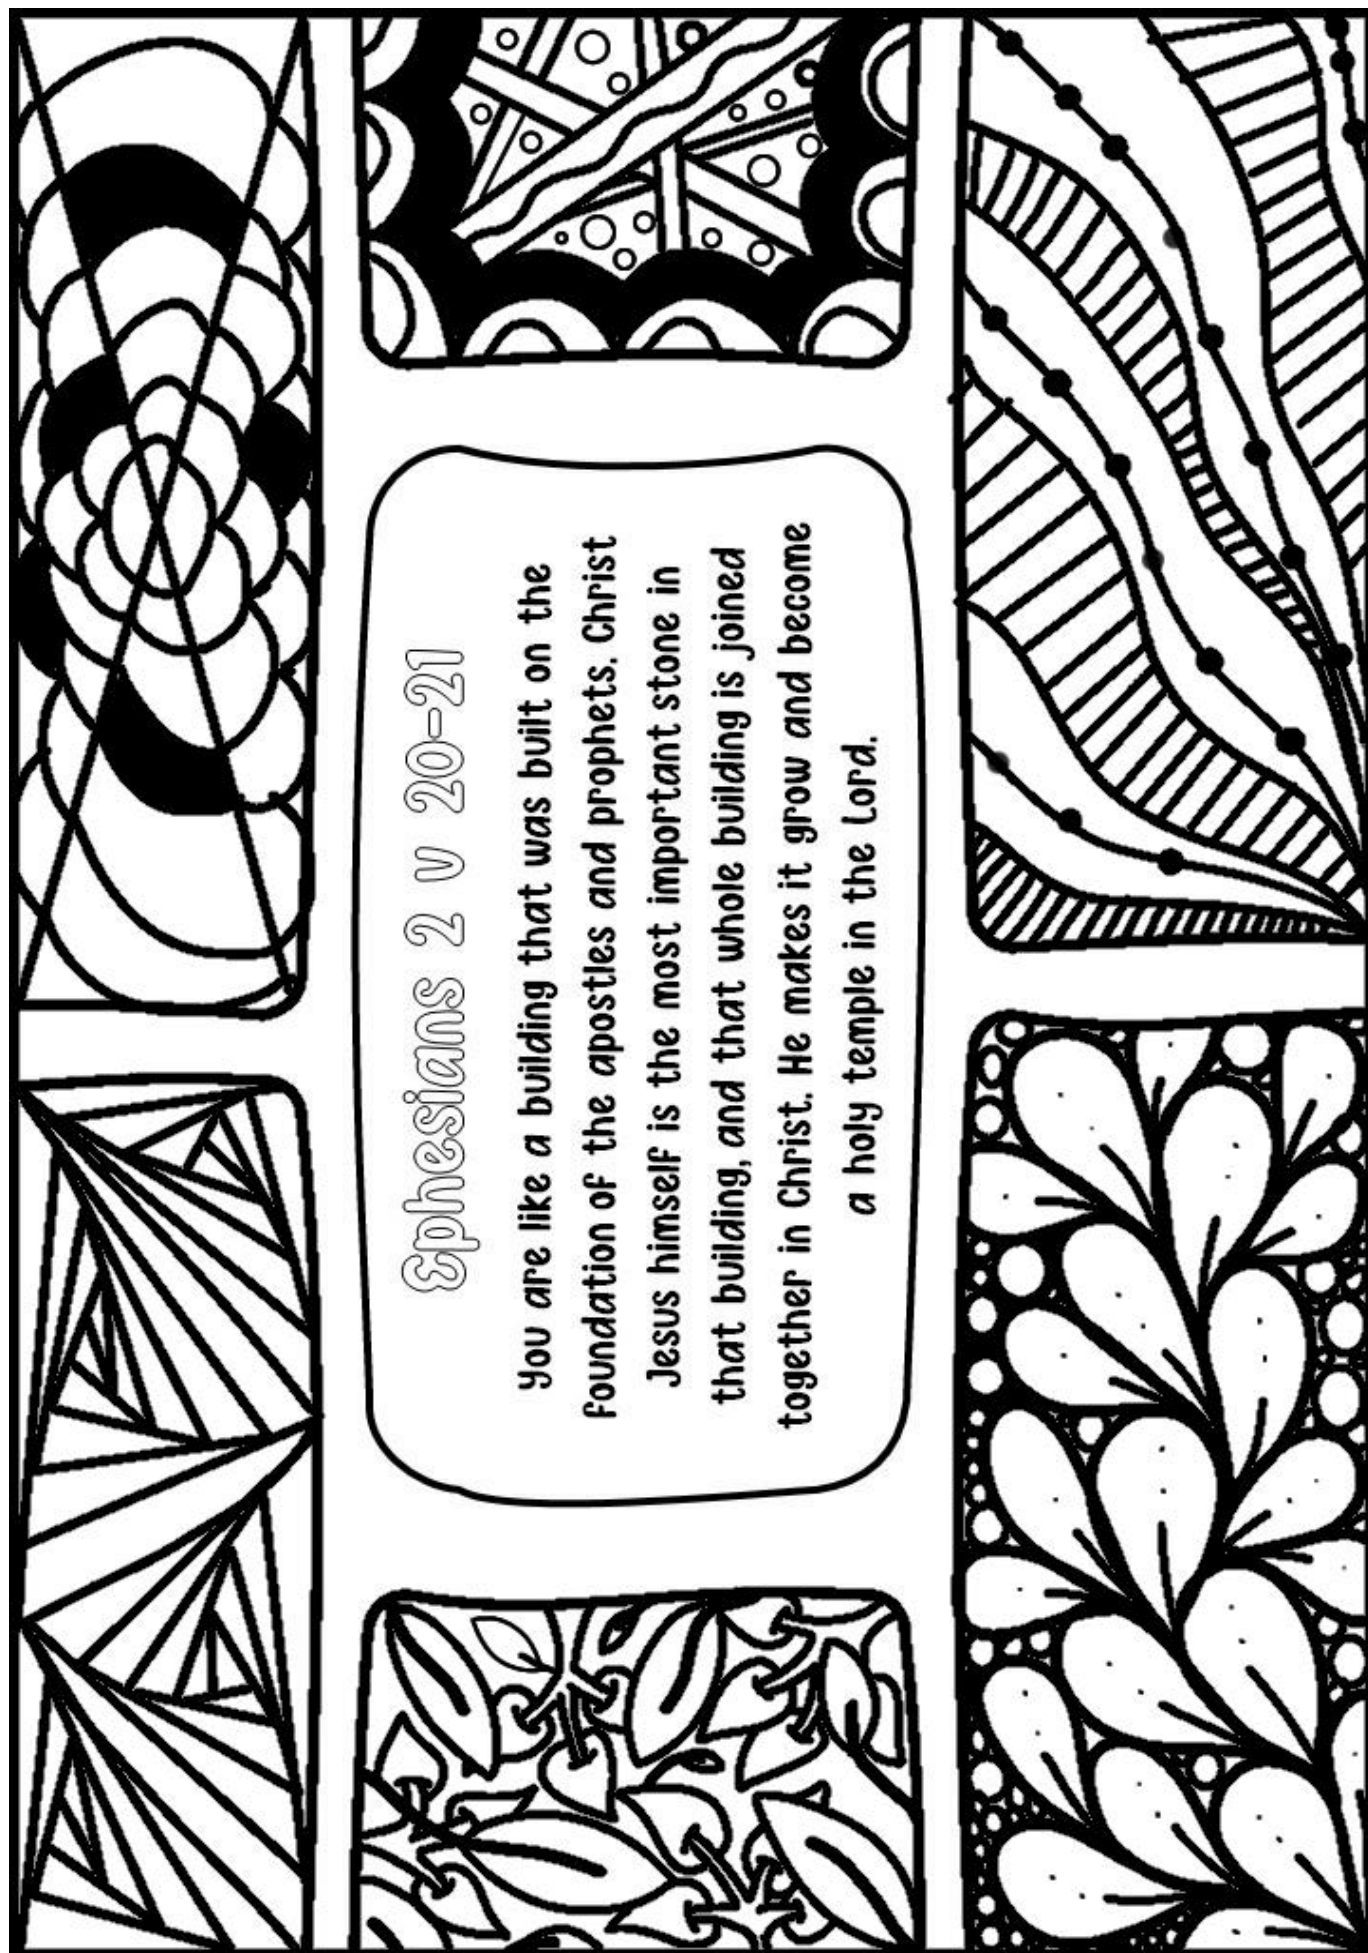 Ephesians 2 v 20-21
You are like a building that was built on the
foundation of the apostles and prophets. Christ
Jesus himself is the most important stone in
that building, and that whole building is joined
together in Christ. He makes it grow and become
a holy temple in the Lord.